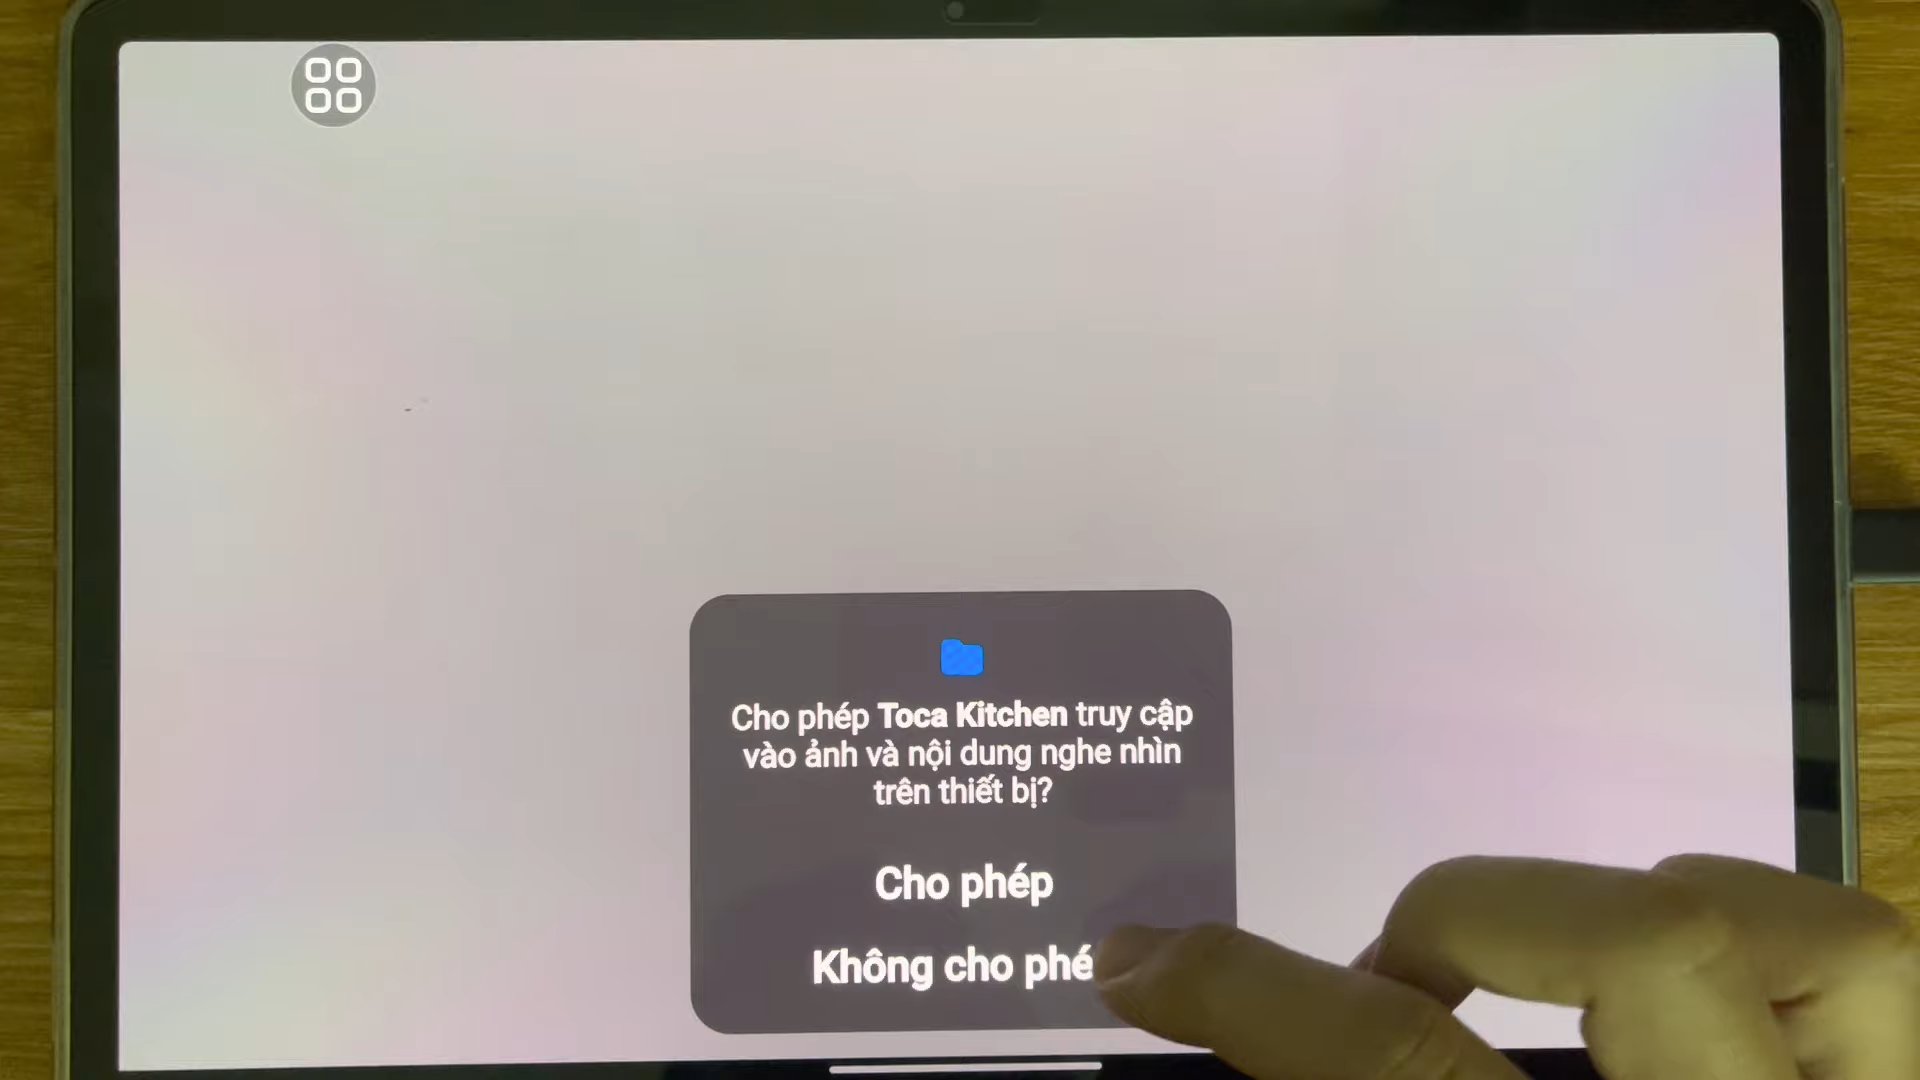 Cho phép Toca Kitchen truy cập
vào ảnh và nội dung nghe nhìn
trên thiết bị?
Cho phép
Không cho phé